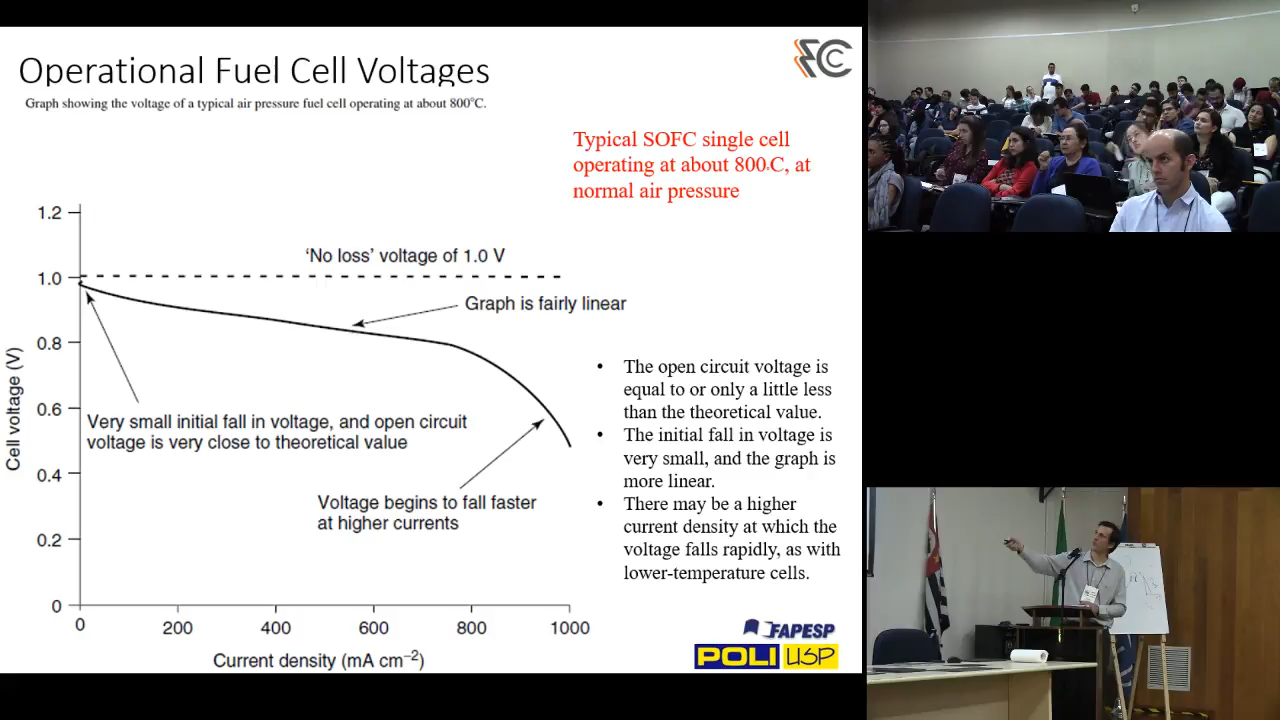 Operational Fuel Cell Voltages
Graph showing the voltage of a typical air pressure fuel cell operating at about 800°C.
Typical SOFC single cell
operating at about 800◦C, at
normal air pressure
1.2
1.0
0.8
0.6
0.4
0.2
0
Cell voltage (V)
'No loss' voltage of 1.0 V
Graph is fairly linear
Very small initial fall in voltage, and open circuit
voltage is very close to theoretical value
Voltage begins to fall faster
at higher currents
0 200 400 600 800 1000
Current density (mA cm⁻²)
• The open circuit voltage is
equal to or only a little less
than the theoretical value.
• The initial fall in voltage is
very small, and the graph is
more linear.
• There may be a higher
current density at which the
voltage falls rapidly, as with
lower-temperature cells.
FAPESP
POLI USP